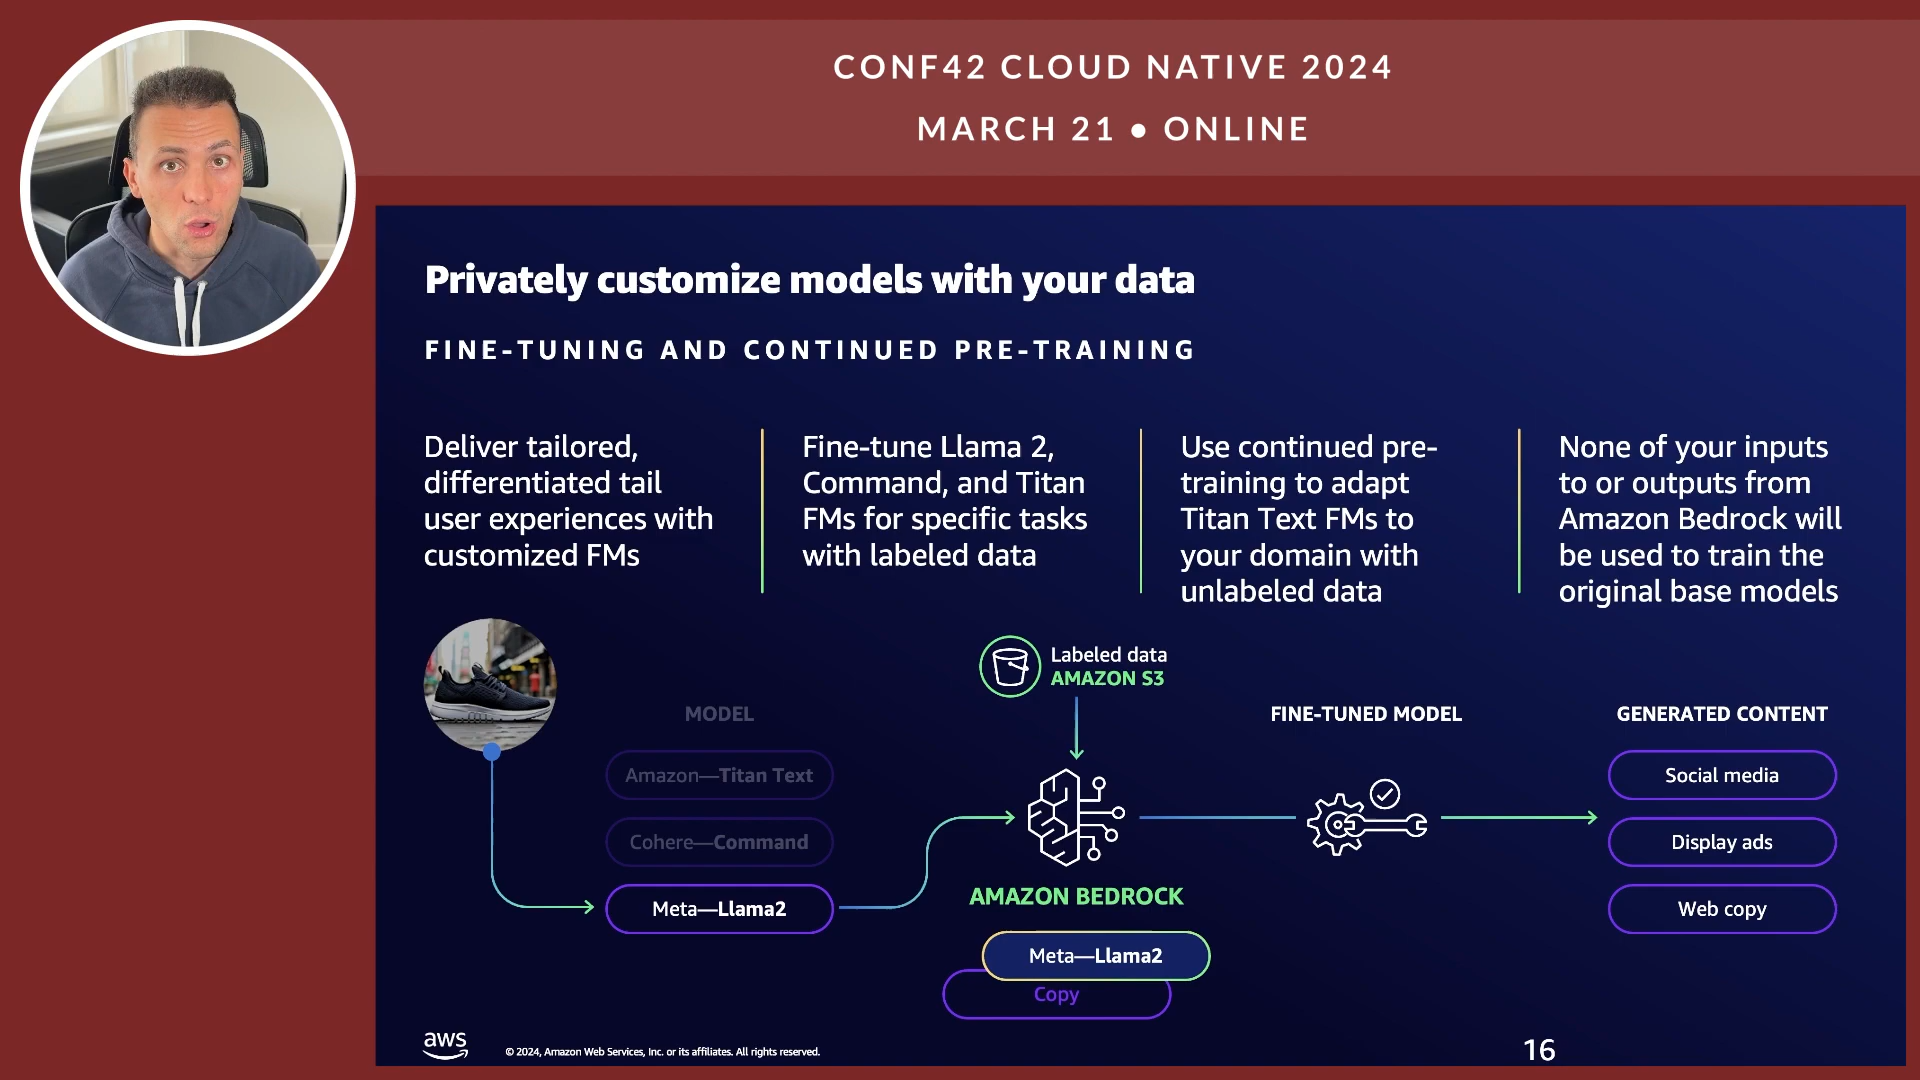 CONF42 CLOUD NATIVE 2024
MARCH 21 ● ONLINE
Privately customize models with your data
FINE-TUNING AND CONTINUED PRE-TRAINING
Deliver tailored,
differentiated tail
user experiences with
customized FMs
Fine-tune Llama 2,
Command, and Titan
FMs for specific tasks
with labeled data
Use continued pre-
training to adapt
Titan Text FMs to
your domain with
unlabeled data
None of your inputs
to or outputs from
Amazon Bedrock will
be used to train the
original base models
Labeled data
AMAZON S3
MODEL
Amazon—Titan Text
Cohere—Command
Meta—Llama2
AMAZON BEDROCK
Meta—Llama2
Copy
FINE-TUNED MODEL
GENERATED CONTENT
Social media
Display ads
Web copy
aws
© 2024, Amazon Web Services, Inc. or its affiliates. All rights reserved.
16